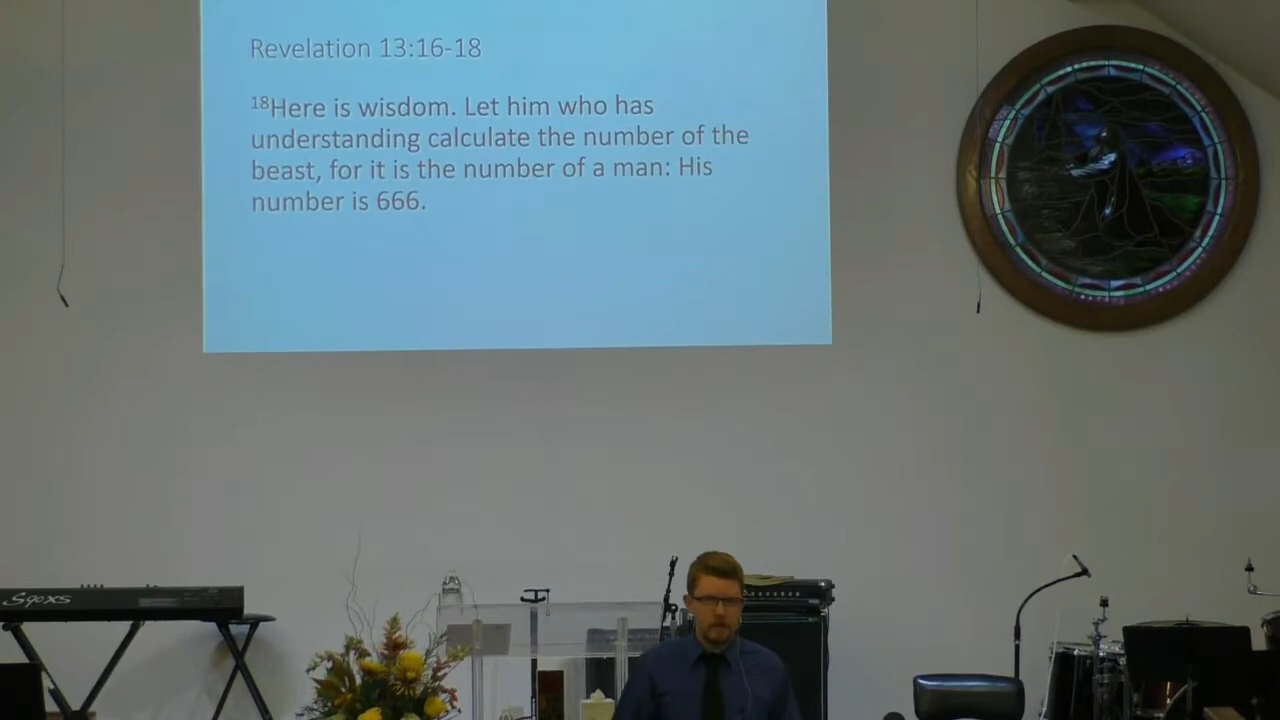 Revelation 13:16-18
¹⁸Here is wisdom. Let him who has
understanding calculate the number of the
beast, for it is the number of a man: His
number is 666.
S90XS